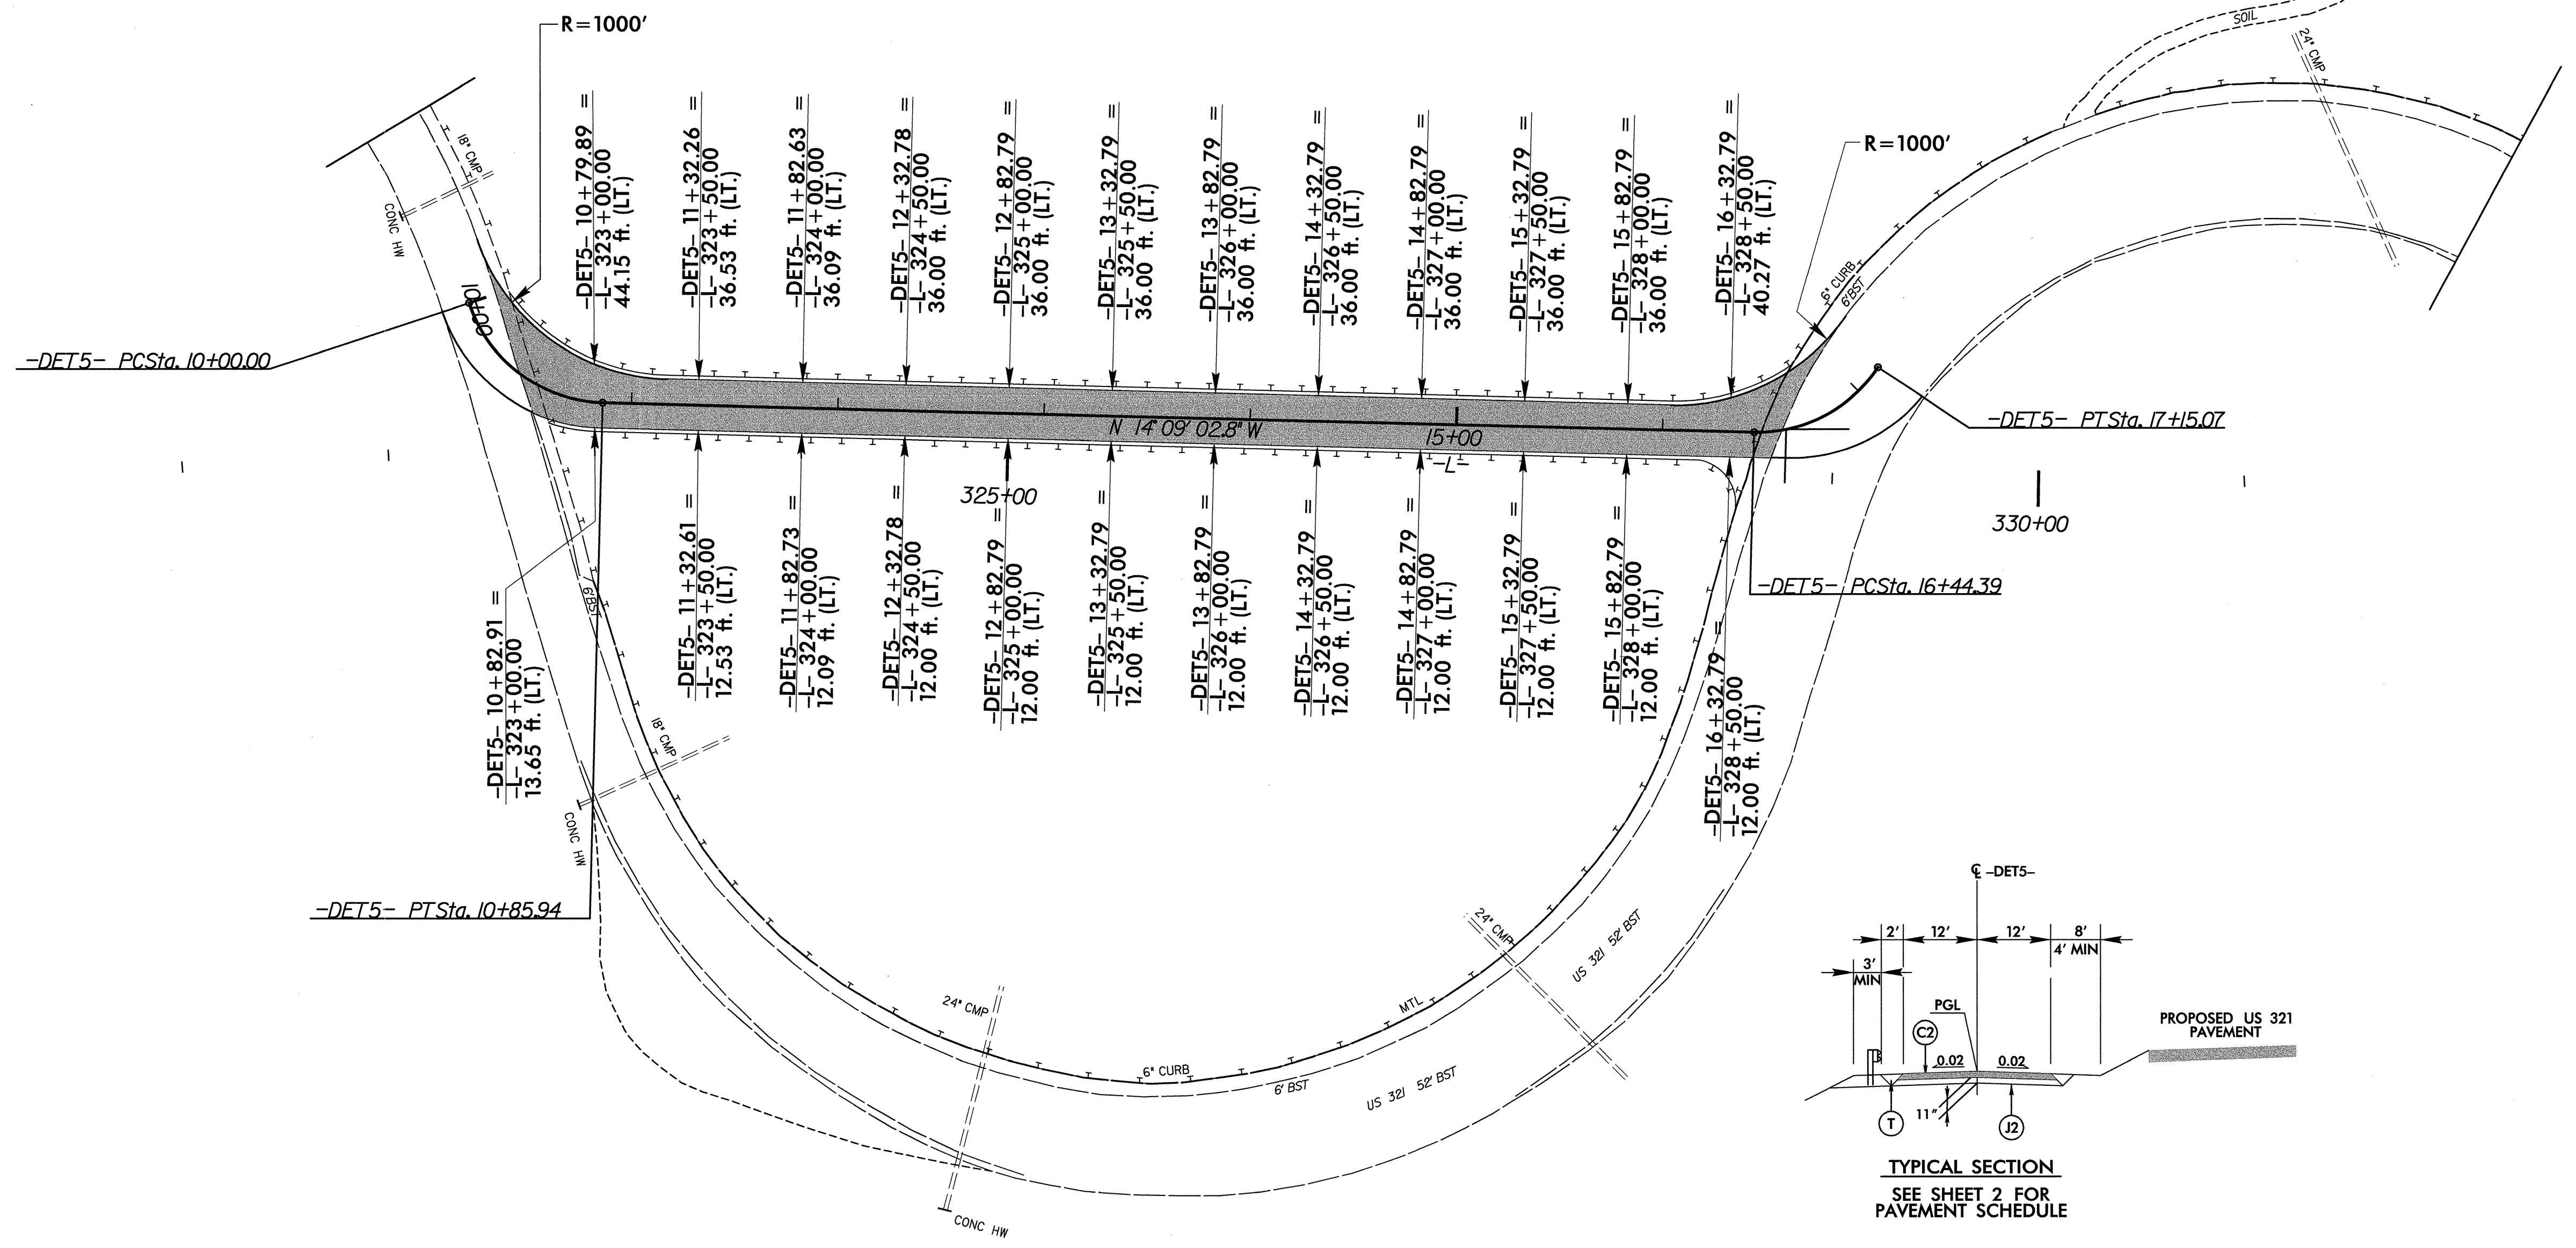 R=1000'
SOIL
24" CMP
18" CMP
CONC HW
-DET5- 10+79.89 =
-L- 323+00.00
44.15 ft. (LT.)
-DET5- 11+32.26 =
-L- 323+50.00
36.53 ft. (LT.)
-DET5- 11+82.63 =
-L- 324+00.00
36.09 ft. (LT.)
-DET5- 12+32.78 =
-L- 324+50.00
36.00 ft. (LT.)
-DET5- 12+82.79 =
-L- 325+00.00
36.00 ft. (LT.)
-DET5- 13+32.79 =
-L- 325+50.00
36.00 ft. (LT.)
-DET5- 13+82.79 =
-L- 326+00.00
36.00 ft. (LT.)
-DET5- 14+32.79 =
-L- 326+50.00
36.00 ft. (LT.)
-DET5- 14+82.79 =
-L- 327+00.00
36.00 ft. (LT.)
-DET5- 15+32.79 =
-L- 327+50.00
36.00 ft. (LT.)
-DET5- 15+82.79 =
-L- 328+00.00
36.00 ft. (LT.)
-DET5- 16+32.79 =
-L- 328+50.00
40.27 ft. (LT.)
R=1000'
6" CURB
6' BST
10+00
-DET5- PCSta. 10+00.00
N 14° 09' 02.8" W
15+00
-L-
-DET5- PTSta. 17+15.07
325+00
330+00
-DET5- PCSta. 16+44.39
6' BST
-DET5- 10+82.91 =
-L- 323+00.00
13.65 ft. (LT.)
-DET5- 11+32.61 =
-L- 323+50.00
12.53 ft. (LT.)
-DET5- 11+82.73 =
-L- 324+00.00
12.09 ft. (LT.)
-DET5- 12+32.78 =
-L- 324+50.00
12.00 ft. (LT.)
-DET5- 12+82.79 =
-L- 325+00.00
12.00 ft. (LT.)
-DET5- 13+32.79 =
-L- 325+50.00
12.00 ft. (LT.)
-DET5- 13+82.79 =
-L- 326+00.00
12.00 ft. (LT.)
-DET5- 14+32.79 =
-L- 326+50.00
12.00 ft. (LT.)
-DET5- 14+82.79 =
-L- 327+00.00
12.00 ft. (LT.)
-DET5- 15+32.79 =
-L- 327+50.00
12.00 ft. (LT.)
-DET5- 15+82.79 =
-L- 328+00.00
12.00 ft. (LT.)
-DET5- 16+32.79 =
-L- 328+50.00
12.00 ft. (LT.)
18" CMP
CONC HW
-DET5- PTSta. 10+85.94
24" CMP
US 321 52' BST
24" CMP
MTL
6" CURB
6' BST
US 321 52' BST
CONC HW
℄ -DET5-
2'
12'
12'
8'
4' MIN
3'
MIN
PGL
C2
0.02
0.02
PROPOSED US 321
PAVEMENT
11"
T
J2
TYPICAL SECTION
SEE SHEET 2 FOR
PAVEMENT SCHEDULE